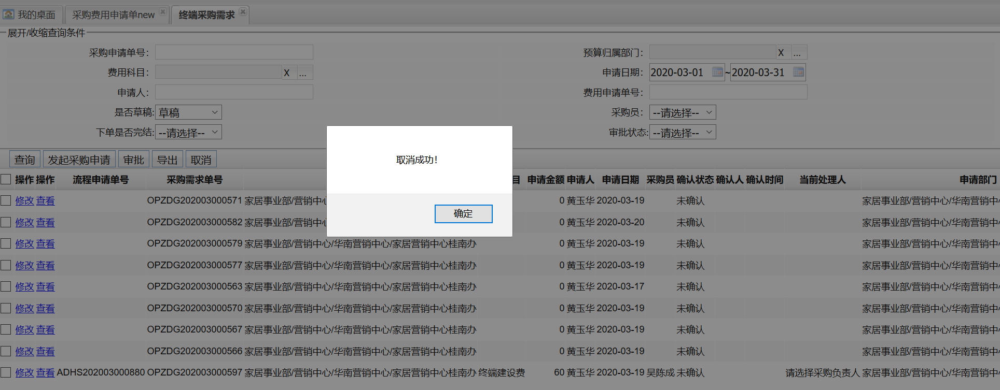 我的桌面 采购费用申请单new 终端采购需求
展开/收缩查询条件
采购申请单号: 预算归属部门: X ...
费用科目: X ... 申请日期: 2020-03-01 ~ 2020-03-31
申请人: 费用申请单号:
是否草稿: 草稿 采购员: --请选择--
下单是否完结: --请选择-- 审批状态: --请选择--
查询 发起采购申请 审批 导出 取消
取消成功!
确定
操作 操作 流程申请单号 采购需求单号 目 申请金额 申请人 申请日期 采购员 确认状态 确认人 确认时间 当前处理人 申请部门
修改 查看 OPZDG202003000571 家居事业部/营销中心 0 黄玉华 2020-03-19 未确认 家居事业部/营销中心/华南营销中
修改 查看 OPZDG202003000582 家居事业部/营销中心 0 黄玉华 2020-03-20 未确认 家居事业部/营销中心/华南营销中
修改 查看 OPZDG202003000579 家居事业部/营销中心/华南营销中心/家居营销中心桂南办 0 黄玉华 2020-03-19 未确认 家居事业部/营销中心/华南营销中
修改 查看 OPZDG202003000577 家居事业部/营销中心/华南营销中心/家居营销中心桂南办 0 黄玉华 2020-03-19 未确认 家居事业部/营销中心/华南营销中
修改 查看 OPZDG202003000563 家居事业部/营销中心/华南营销中心/家居营销中心桂南办 0 黄玉华 2020-03-17 未确认 家居事业部/营销中心/华南营销中
修改 查看 OPZDG202003000570 家居事业部/营销中心/华南营销中心/家居营销中心桂南办 0 黄玉华 2020-03-19 未确认 家居事业部/营销中心/华南营销中
修改 查看 OPZDG202003000567 家居事业部/营销中心/华南营销中心/家居营销中心桂南办 0 黄玉华 2020-03-19 未确认 家居事业部/营销中心/华南营销中
修改 查看 OPZDG202003000566 家居事业部/营销中心/华南营销中心/家居营销中心桂南办 0 黄玉华 2020-03-19 未确认 家居事业部/营销中心/华南营销中
修改 查看 ADHS202003000880 OPZDG202003000597 家居事业部/营销中心/华南营销中心/家居营销中心桂南办 终端建设费 60 黄玉华 2020-03-19 吴陈成 未确认 请选择采购负责人 家居事业部/营销中心/华南营销中